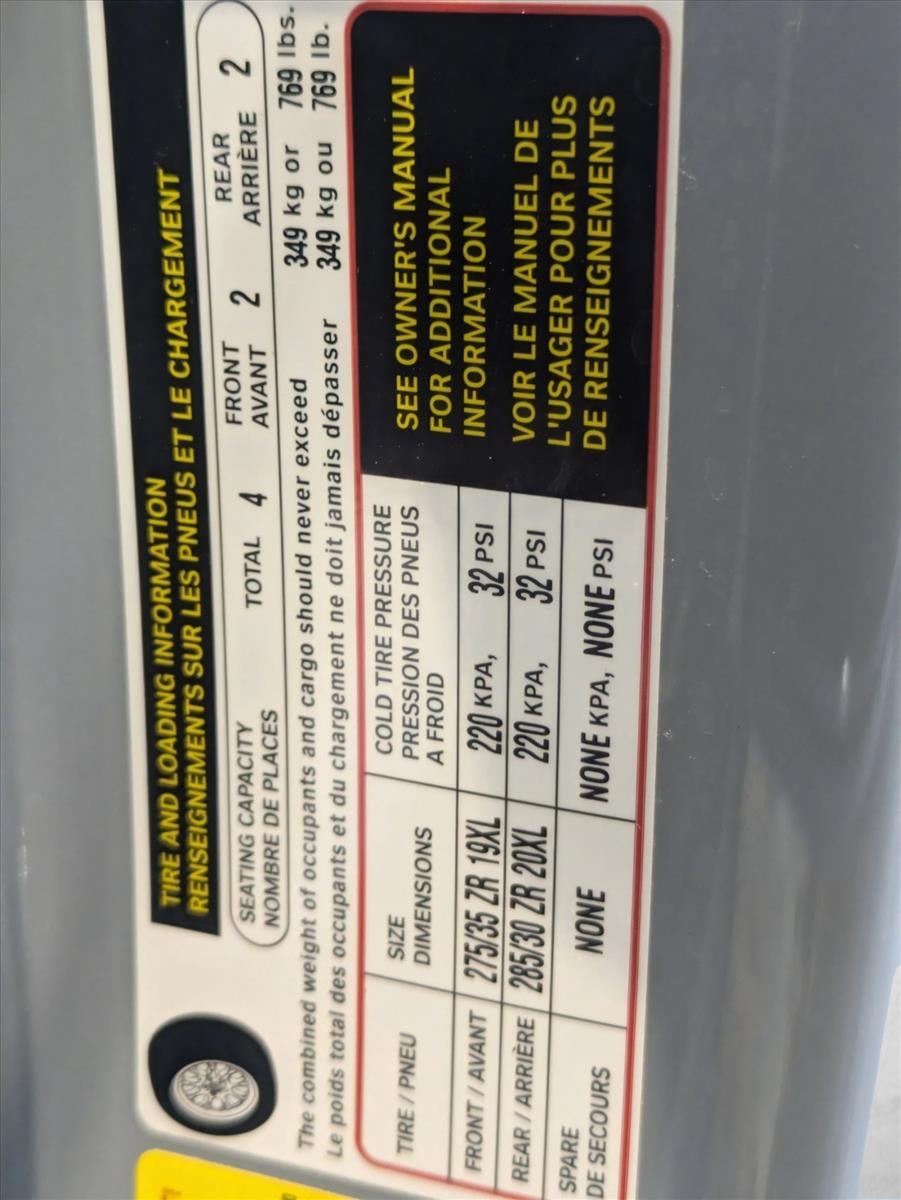 TIRE AND LOADING INFORMATION
RENSEIGNEMENTS SUR LES PNEUS ET LE CHARGEMENT
SEATING CAPACITY TOTAL 4 FRONT 2 REAR 2
NOMBRE DE PLACES AVANT ARRIÈRE
The combined weight of occupants and cargo should never exceed 349 kg or 769 lbs.
Le poids total des occupants et du chargement ne doit jamais dépasser 349 kg ou 769 lb.
TIRE / PNEU
SIZE
DIMENSIONS
COLD TIRE PRESSURE
PRESSION DES PNEUS
A FROID
FRONT / AVANT 275/35 ZR 19XL 220 KPA, 32 PSI
REAR / ARRIÈRE 285/30 ZR 20XL 220 KPA, 32 PSI
SPARE
DE SECOURS
NONE NONE KPA, NONE PSI
SEE OWNER'S MANUAL
FOR ADDITIONAL
INFORMATION
VOIR LE MANUEL DE
L'USAGER POUR PLUS
DE RENSEIGNEMENTS